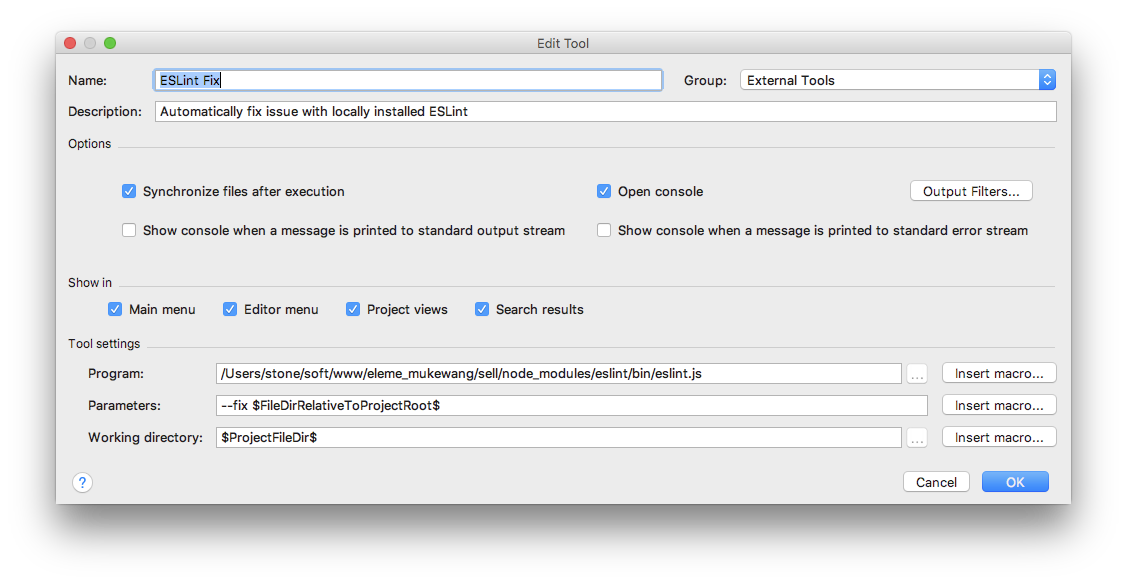 Edit Tool
Name: ESLint Fix Group: External Tools
Description: Automatically fix issue with locally installed ESLint
Options
Synchronize files after execution Open console Output Filters...
Show console when a message is printed to standard output stream Show console when a message is printed to standard error stream
Show in
Main menu Editor menu Project views Search results
Tool settings
Program: /Users/stone/soft/www/eleme_mukewang/sell/node_modules/eslint/bin/eslint.js ... Insert macro...
Parameters: --fix $FileDirRelativeToProjectRoot$ Insert macro...
Working directory: $ProjectFileDir$ ... Insert macro...
? Cancel OK